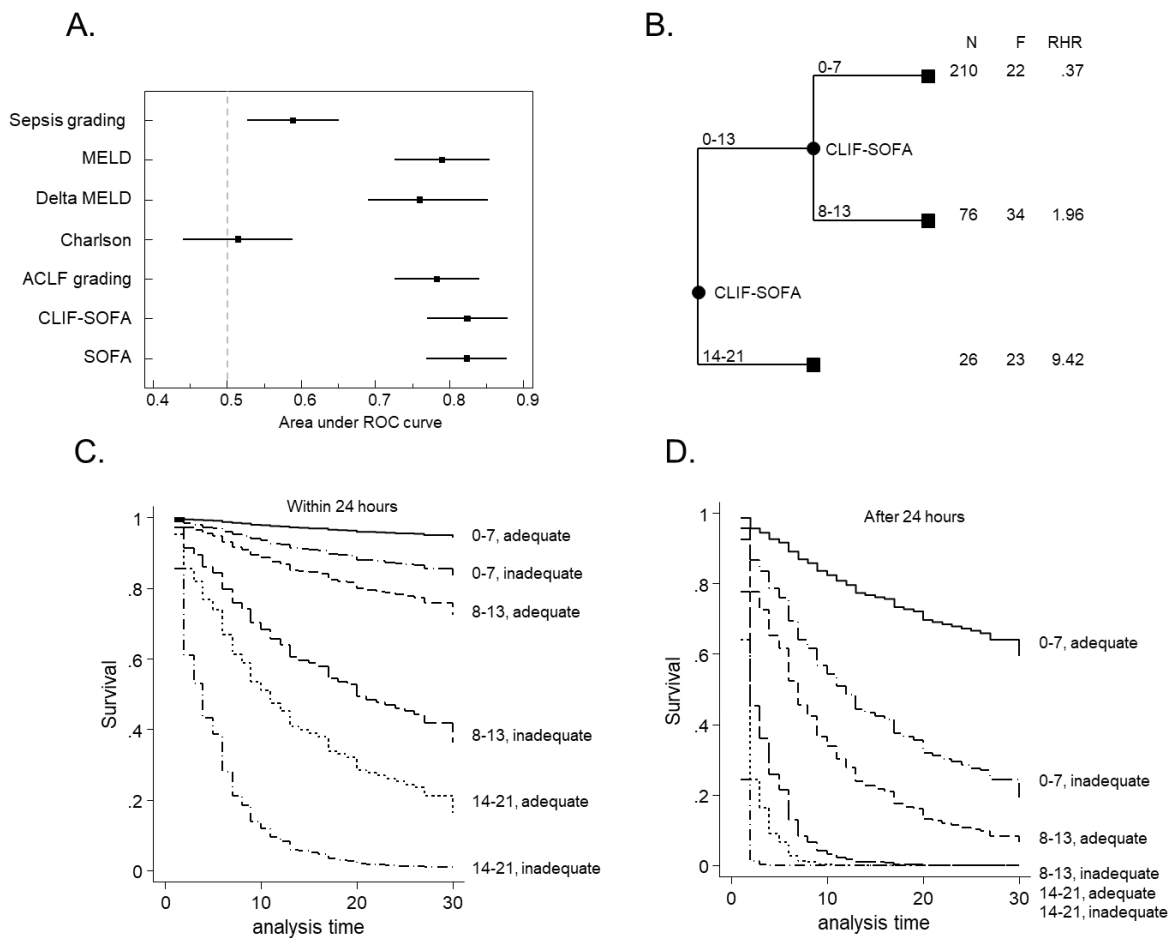 A.
Sepsis grading
MELD
Delta MELD
Charlson
ACLF grading
CLIF-SOFA
SOFA
0.4 0.5 0.6 0.7 0.8 0.9
Area under ROC curve
B.
N F RHR
0-7 210 22 .37
0-13 CLIF-SOFA
8-13 76 34 1.96
CLIF-SOFA
14-21 26 23 9.42
C.
Within 24 hours
Survival
1
.8
.6
.4
.2
0
0-7, adequate
0-7, inadequate
8-13, adequate
8-13, inadequate
14-21, adequate
14-21, inadequate
0 10 20 30
analysis time
D.
After 24 hours
Survival
1
.8
.6
.4
0.2
0
0-7, adequate
0-7, inadequate
8-13, adequate
8-13, inadequate
14-21, adequate
14-21, inadequate
0 10 20 30
analysis time